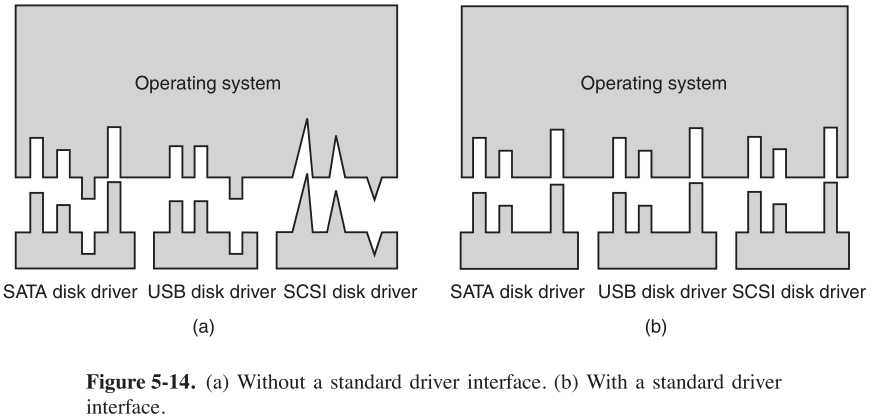 Operating system
Operating system
SATA disk driver USB disk driver SCSI disk driver
SATA disk driver USB disk driver SCSI disk driver
(a)
(b)
Figure 5-14. (a) Without a standard driver interface. (b) With a standard driver
interface.